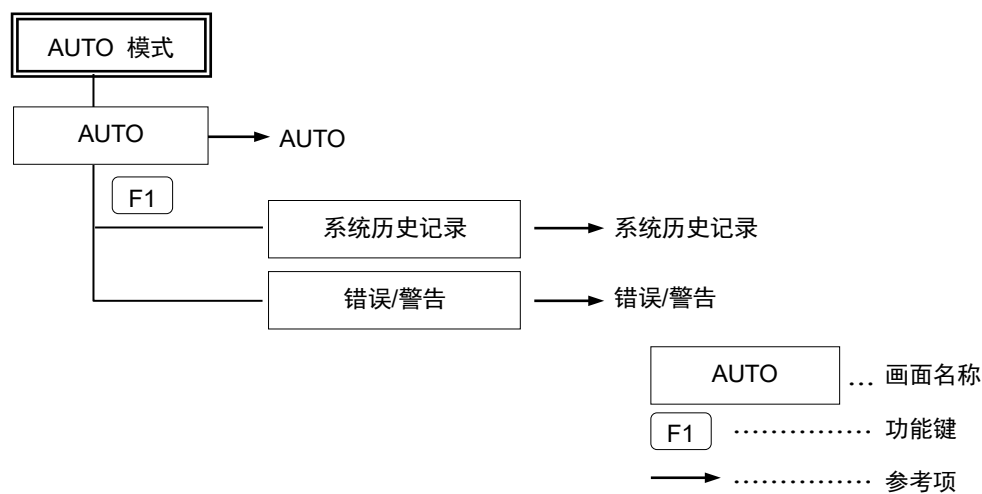 AUTO 模式
AUTO
AUTO
F1
系统历史记录
系统历史记录
错误/警告
错误/警告
AUTO … 画面名称
F1 …………… 功能键
…………… 参考项